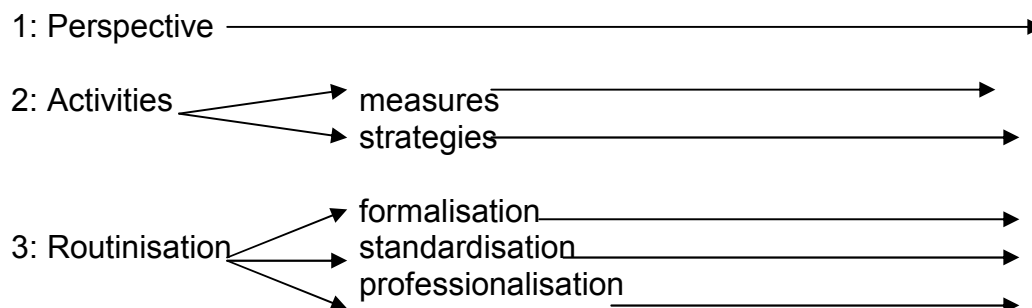 1: Perspective
2: Activities
measures
strategies
3: Routinisation
formalisation
standardisation
professionalisation